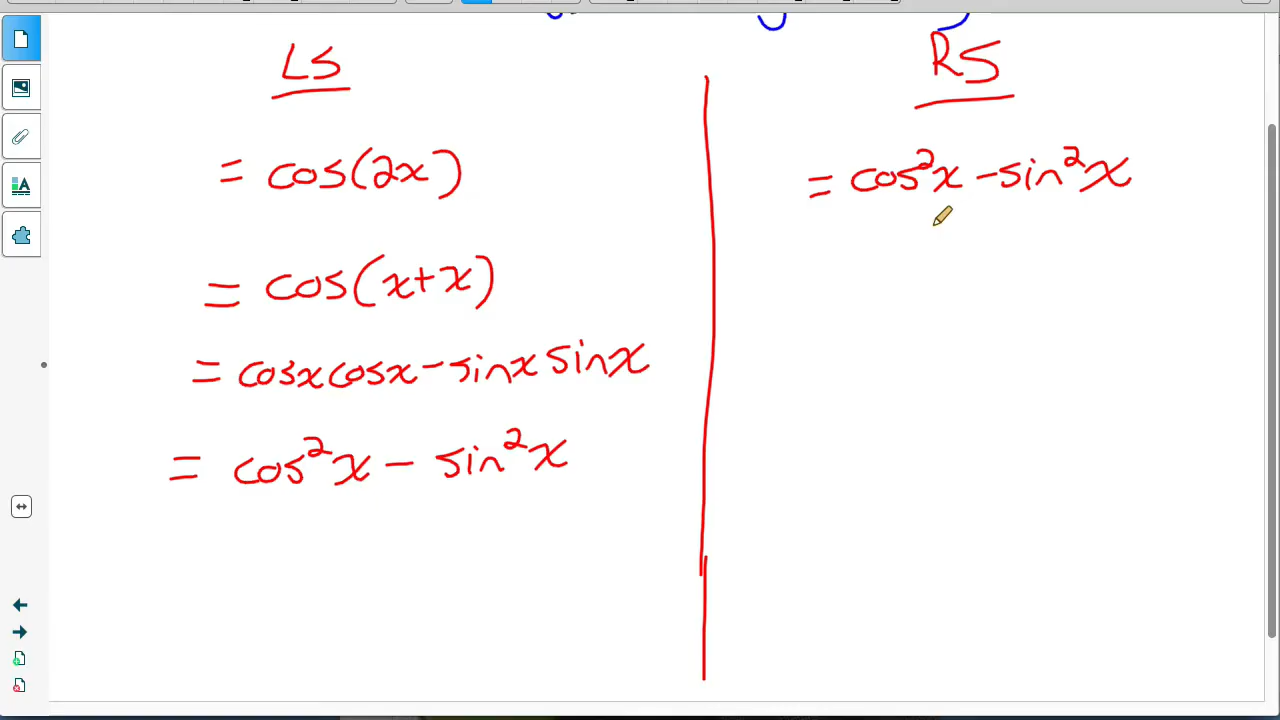 LS
= cos(2x)
= cos(x+x)
= cosx cosx - sinx sinx
= cos²x - sin²x
RS
= cos²x - sin²x